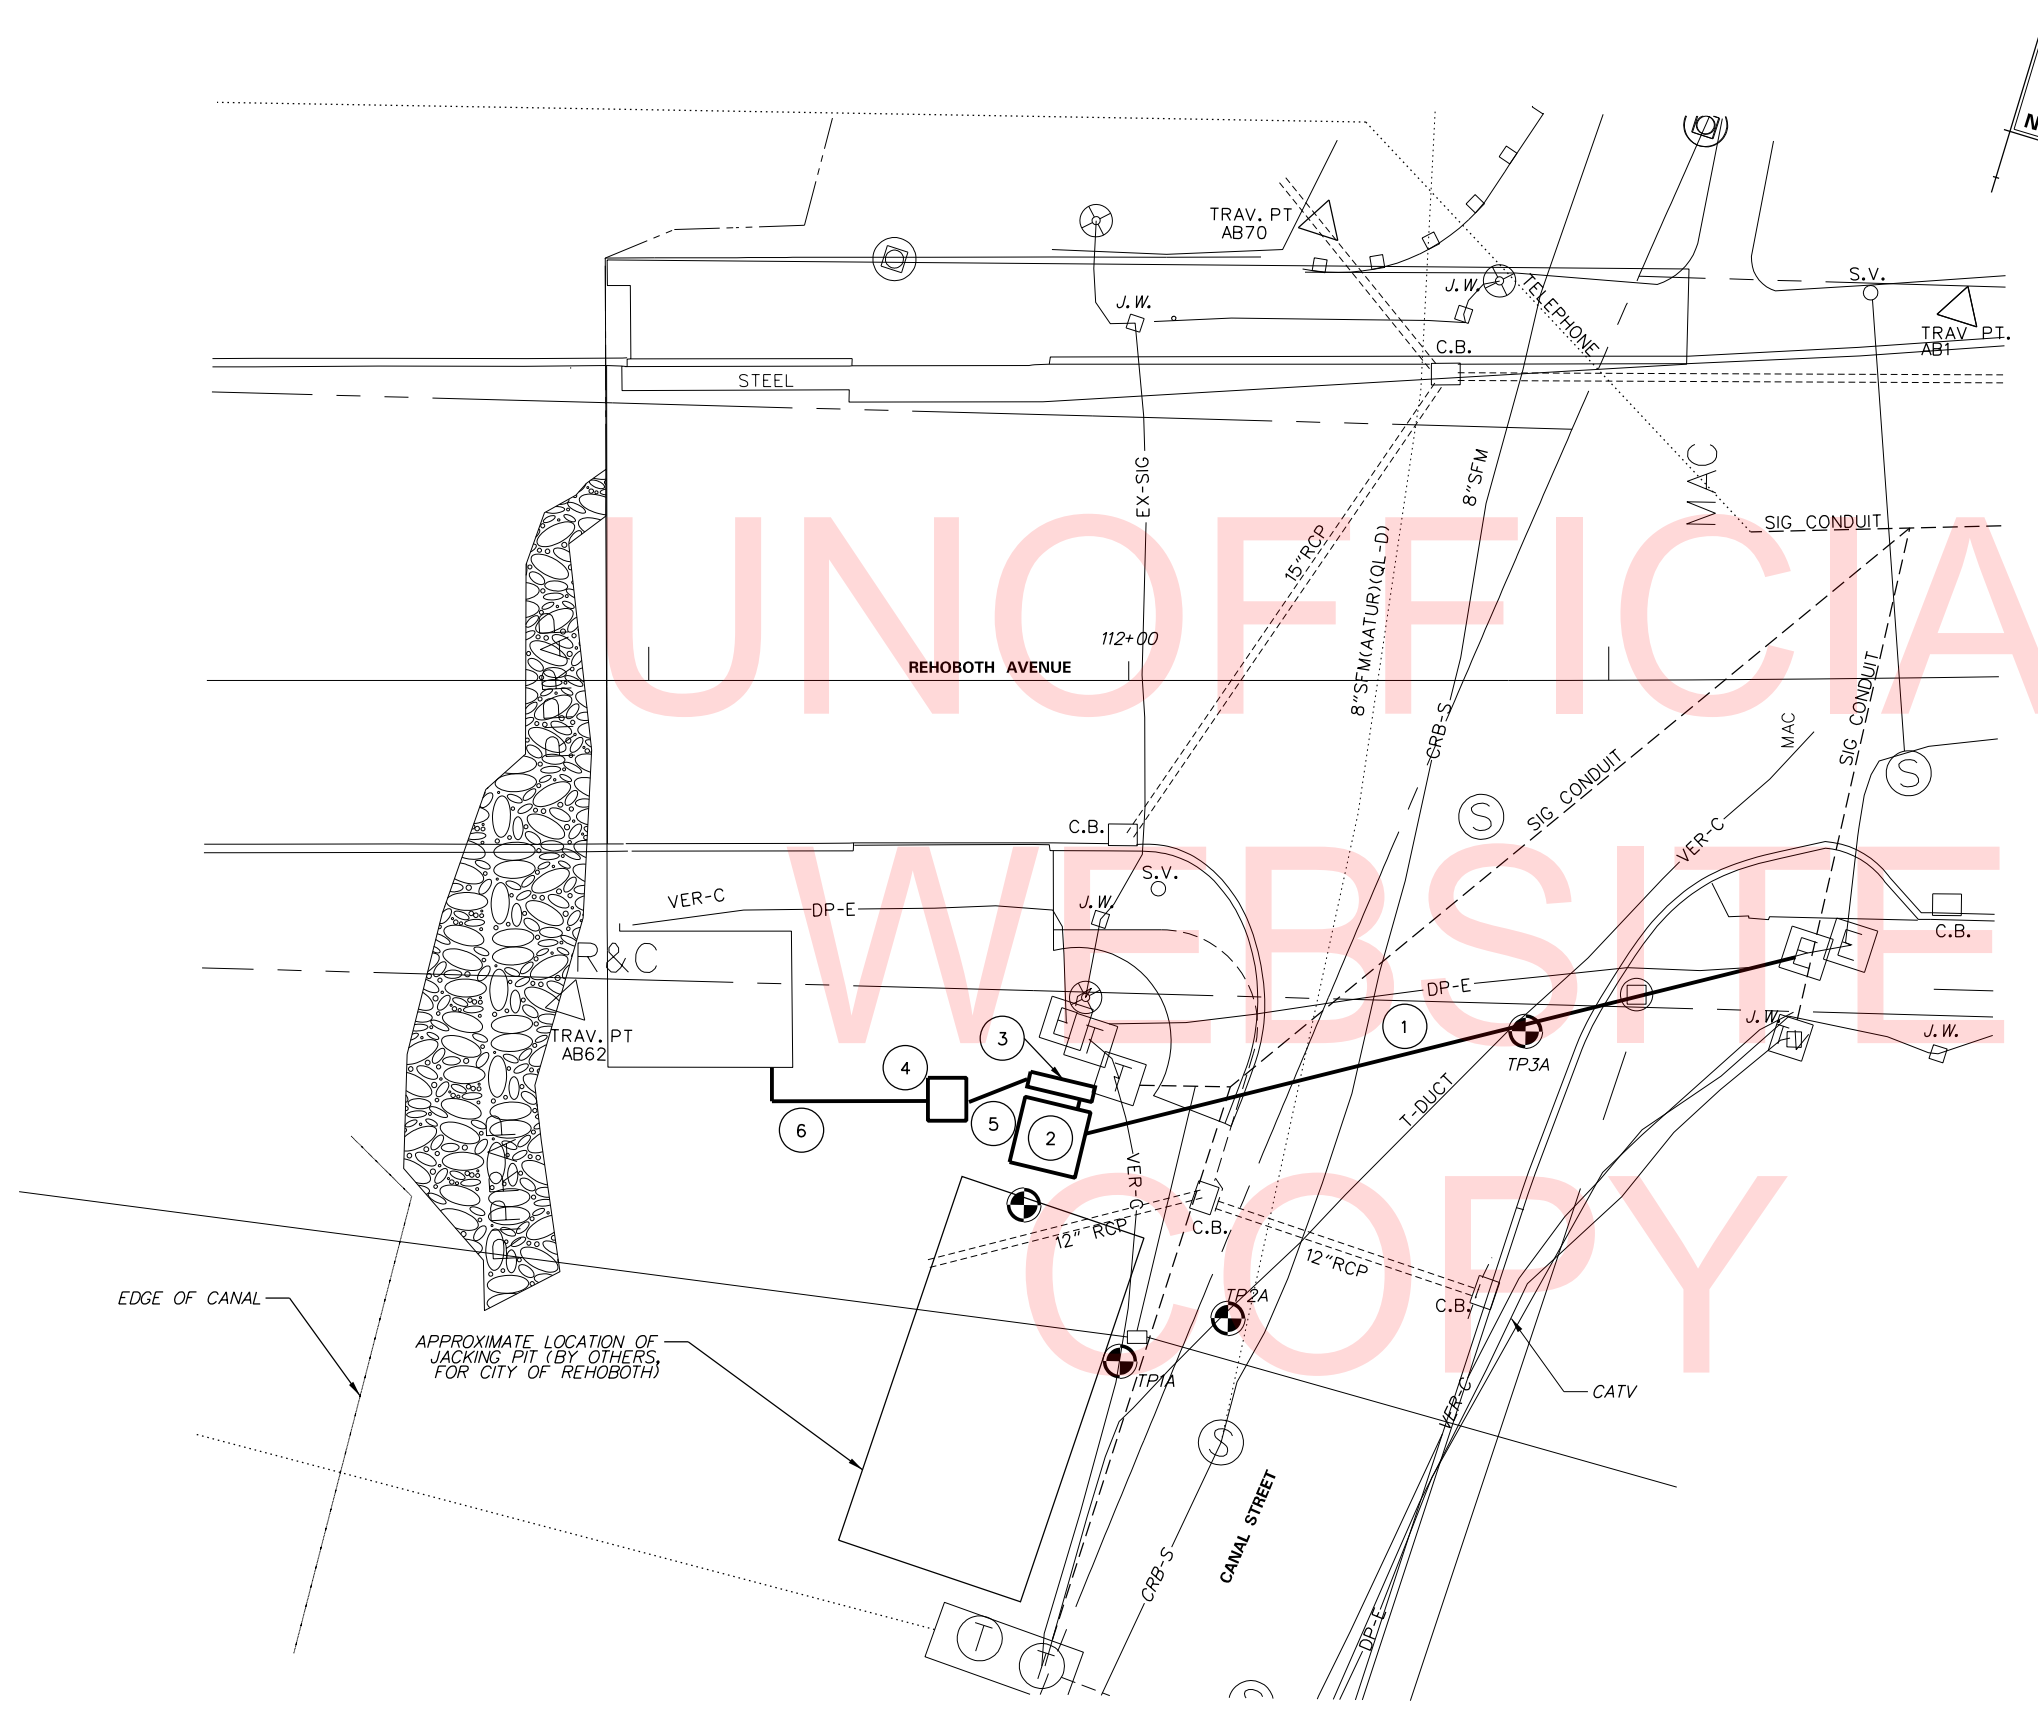 N
TRAV. PT
AB70
J.W.
J.W.
TELEPHONE
S.V.
TRAV PT.
AB1
C.B.
STEEL
EX-SIG
8"SFM
MAC
SIG CONDUIT
15"RCP
8"SFM(AATUR)(QL-D)
UNOFFICIA
112+00
REHOBOTH AVENUE
CRB-S
SIG CONDUIT
MAC
SIG CONDUIT
S
S
C.B.
VER-C
WEBSITE
S.V.
VER-C
DP-E
J.W.
C.B.
R&C
DP-E
TRAV. PT
AB62
3
1
J.W.
J.W.
TP3A
4
T-DUCT
5
2
6
VER-C
COPY
12" RCP
C.B.
12"RCP
EDGE OF CANAL
TP2A
C.B.
APPROXIMATE LOCATION OF
JACKING PIT (BY OTHERS,
FOR CITY OF REHOBOTH)
TP1A
VER-C
CATV
S
CANAL STREET
CRB-S
T
T
DP-E